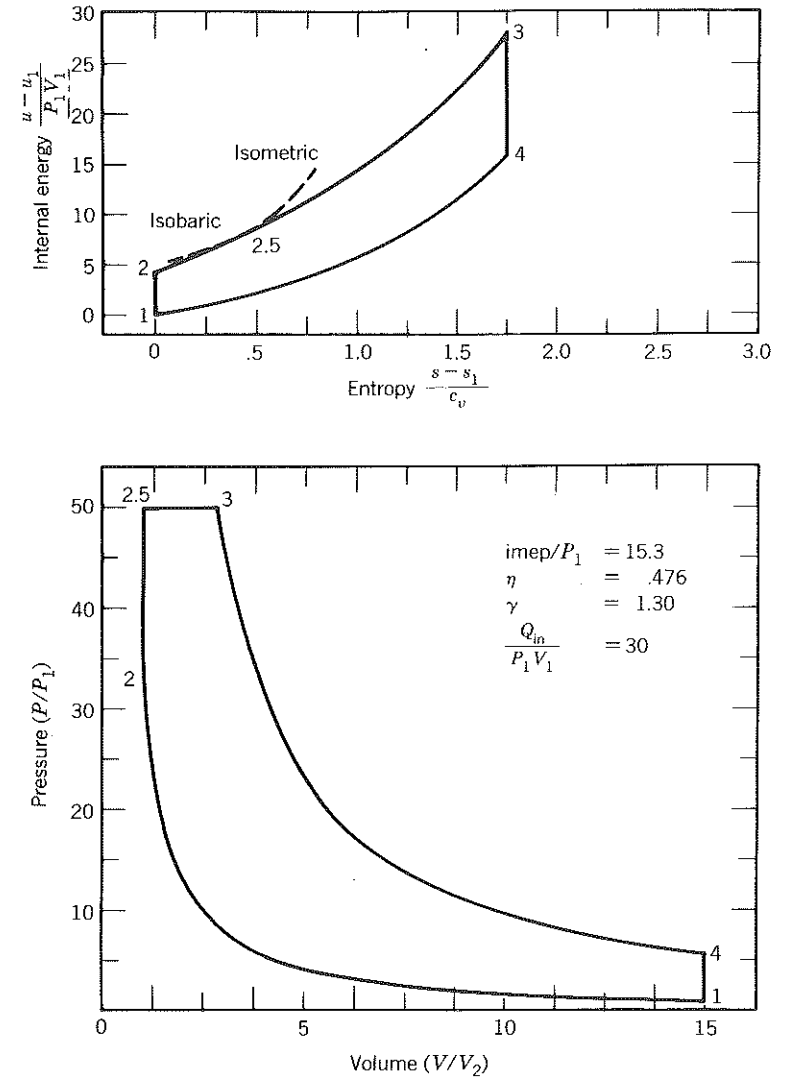 30
25
20
15
10
5
0
Internal energy u − u₁ / P₁V₁
Isometric
Isobaric
2.5
1
2
3
4
0 .5 1.0 1.5 2.0 2.5 3.0
Entropy s − s₁ / c_v
50
40
30
20
10
Pressure (P/P₁)
2.5
3
2
4
1
imep/P₁ = 15.3
η = .476
γ = 1.30
Q_in / P₁V₁ = 30
0 5 10 15
Volume (V/V₂)